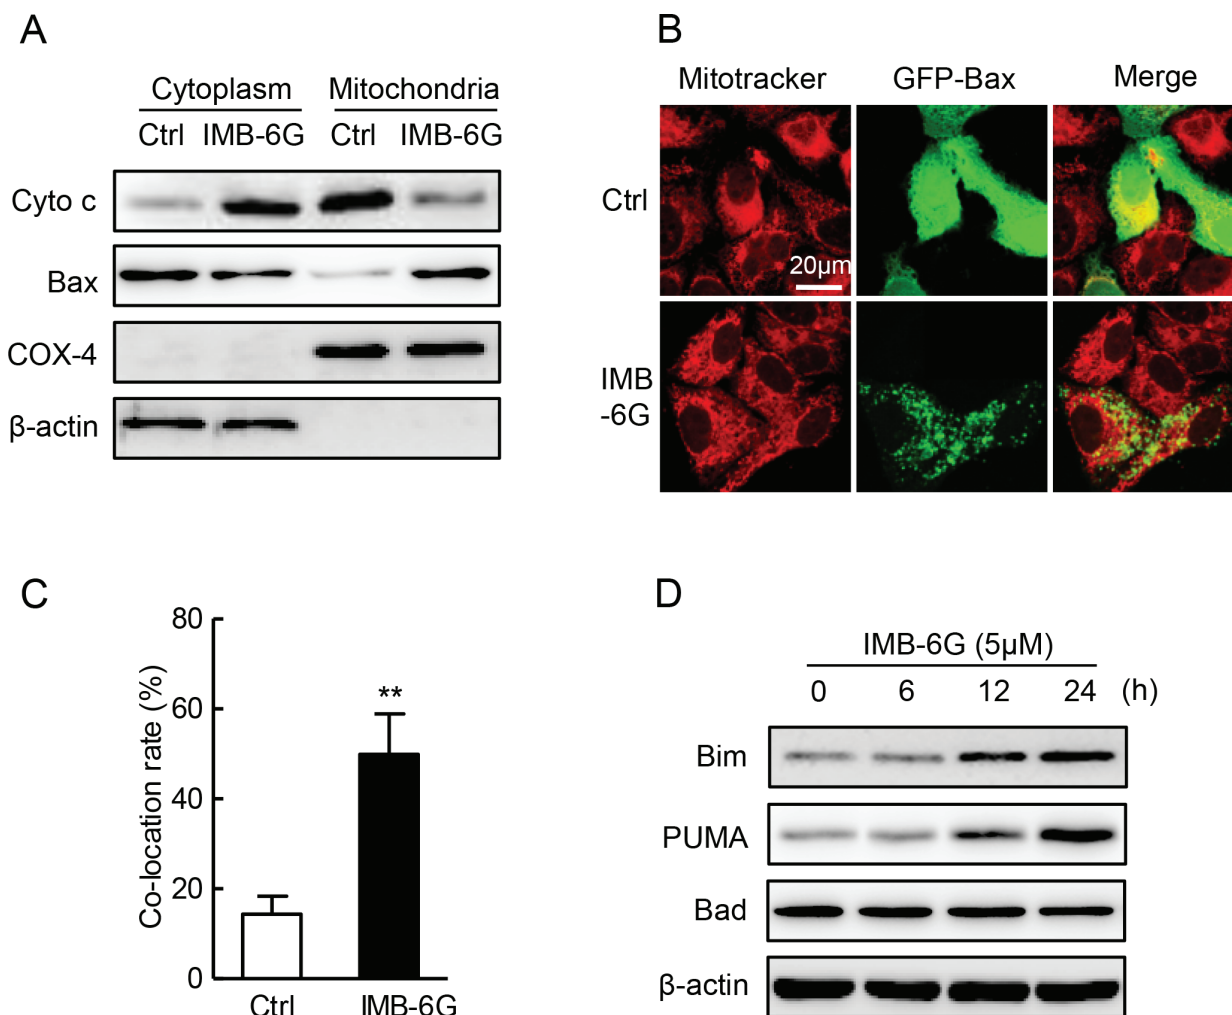 A
Cytoplasm Mitochondria
Ctrl IMB-6G Ctrl IMB-6G
Cyto c
Bax
COX-4
β-actin
B
Mitotracker GFP-Bax Merge
Ctrl
20μm
IMB
-6G
C
Co-location rate (%)
80
60
40
20
0
**
Ctrl IMB-6G
D
IMB-6G (5μM)
0 6 12 24 (h)
Bim
PUMA
Bad
β-actin